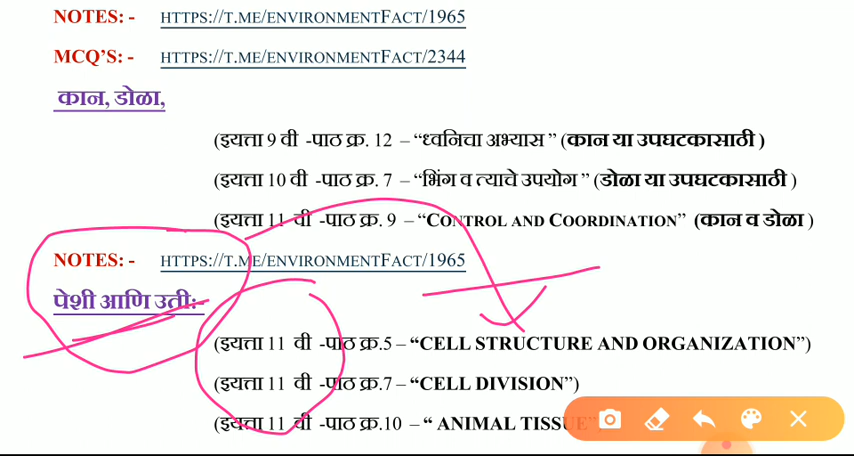 NOTES: - HTTPS://T.ME/ENVIRONMENTFACT/1965
MCQ'S: - HTTPS://T.ME/ENVIRONMENTFACT/2344
कान, डोळा,
(इयत्ता 9 वी -पाठ क्र. 12 – “ध्वनिचा अभ्यास ” (कान या उपघटकासाठी )
(इयत्ता 10 वी -पाठ क्र. 7 – “भिंग व त्याचे उपयोग ” (डोळा या उपघटकासाठी )
(इयत्ता 11 वी -पाठ क्र. 9 – “CONTROL AND COORDINATION” (कान व डोळा )
NOTES: - HTTPS://T.ME/ENVIRONMENTFACT/1965
पेशी आणि उती:-
(इयत्ता 11 वी -पाठ क्र.5 – “CELL STRUCTURE AND ORGANIZATION”)
(इयत्ता 11 वी -पाठ क्र.7 – “CELL DIVISION”)
(इयत्ता 11 वी -पाठ क्र.10 – “ ANIMAL TISSUE”